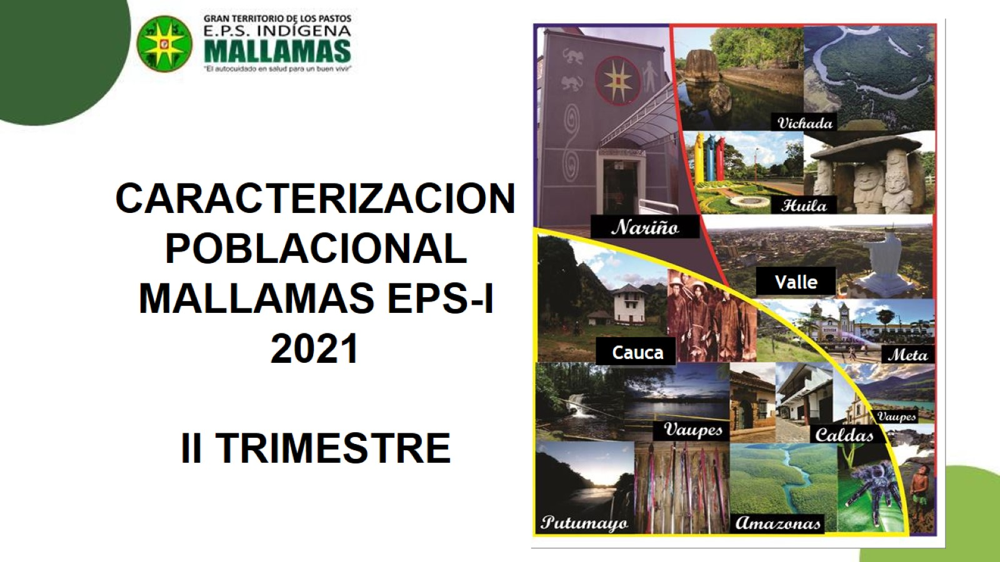 GRAN TERRITORIO DE LOS PASTOS
E.P.S. INDÍGENA
MALLAMAS
"El autocuidado en salud para un buen vivir"
CARACTERIZACION
POBLACIONAL
MALLAMAS EPS-I
2021
II TRIMESTRE
Vichada
Huila
Nariño
Valle
Cauca
Meta
Vaupes
Vaupes
Caldas
Putumayo
Amazonas